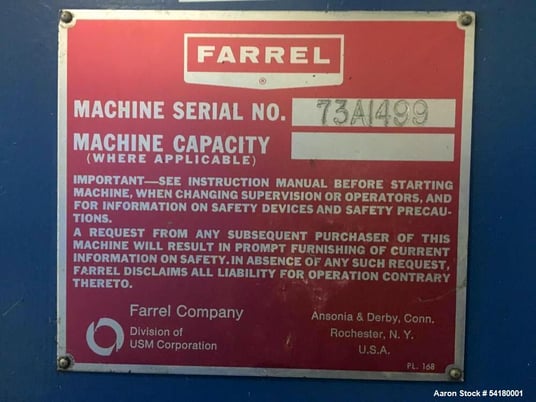 FARREL
®
MACHINE SERIAL NO. 73A1499
MACHINE CAPACITY
(WHERE APPLICABLE)
IMPORTANT—SEE INSTRUCTION MANUAL BEFORE STARTING
MACHINE, WHEN CHANGING SUPERVISION OR OPERATORS, AND
FOR INFORMATION ON SAFETY DEVICES AND SAFETY PRECAU-
TIONS.
A REQUEST FROM ANY SUBSEQUENT PURCHASER OF THIS
MACHINE WILL RESULT IN PROMPT FURNISHING OF CURRENT
INFORMATION ON SAFETY. IN ABSENCE OF ANY SUCH REQUEST,
FARREL DISCLAIMS ALL LIABILITY FOR OPERATION CONTRARY
THERETO.
Farrel Company
Division of
USM Corporation
Ansonia & Derby, Conn.
Rochester, N. Y.
U.S.A.
PL. 168
Aaron Stock # 54180001